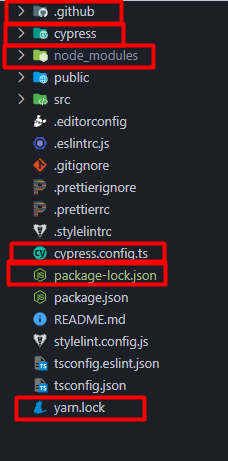 .github
cypress
node_modules
public
src
.editorconfig
.eslintrc.js
.gitignore
.prettierignore
.prettierrc
.stylelintrc
cypress.config.ts
package-lock.json
package.json
README.md
stylelint.config.js
tsconfig.eslint.json
tsconfig.json
yarn.lock